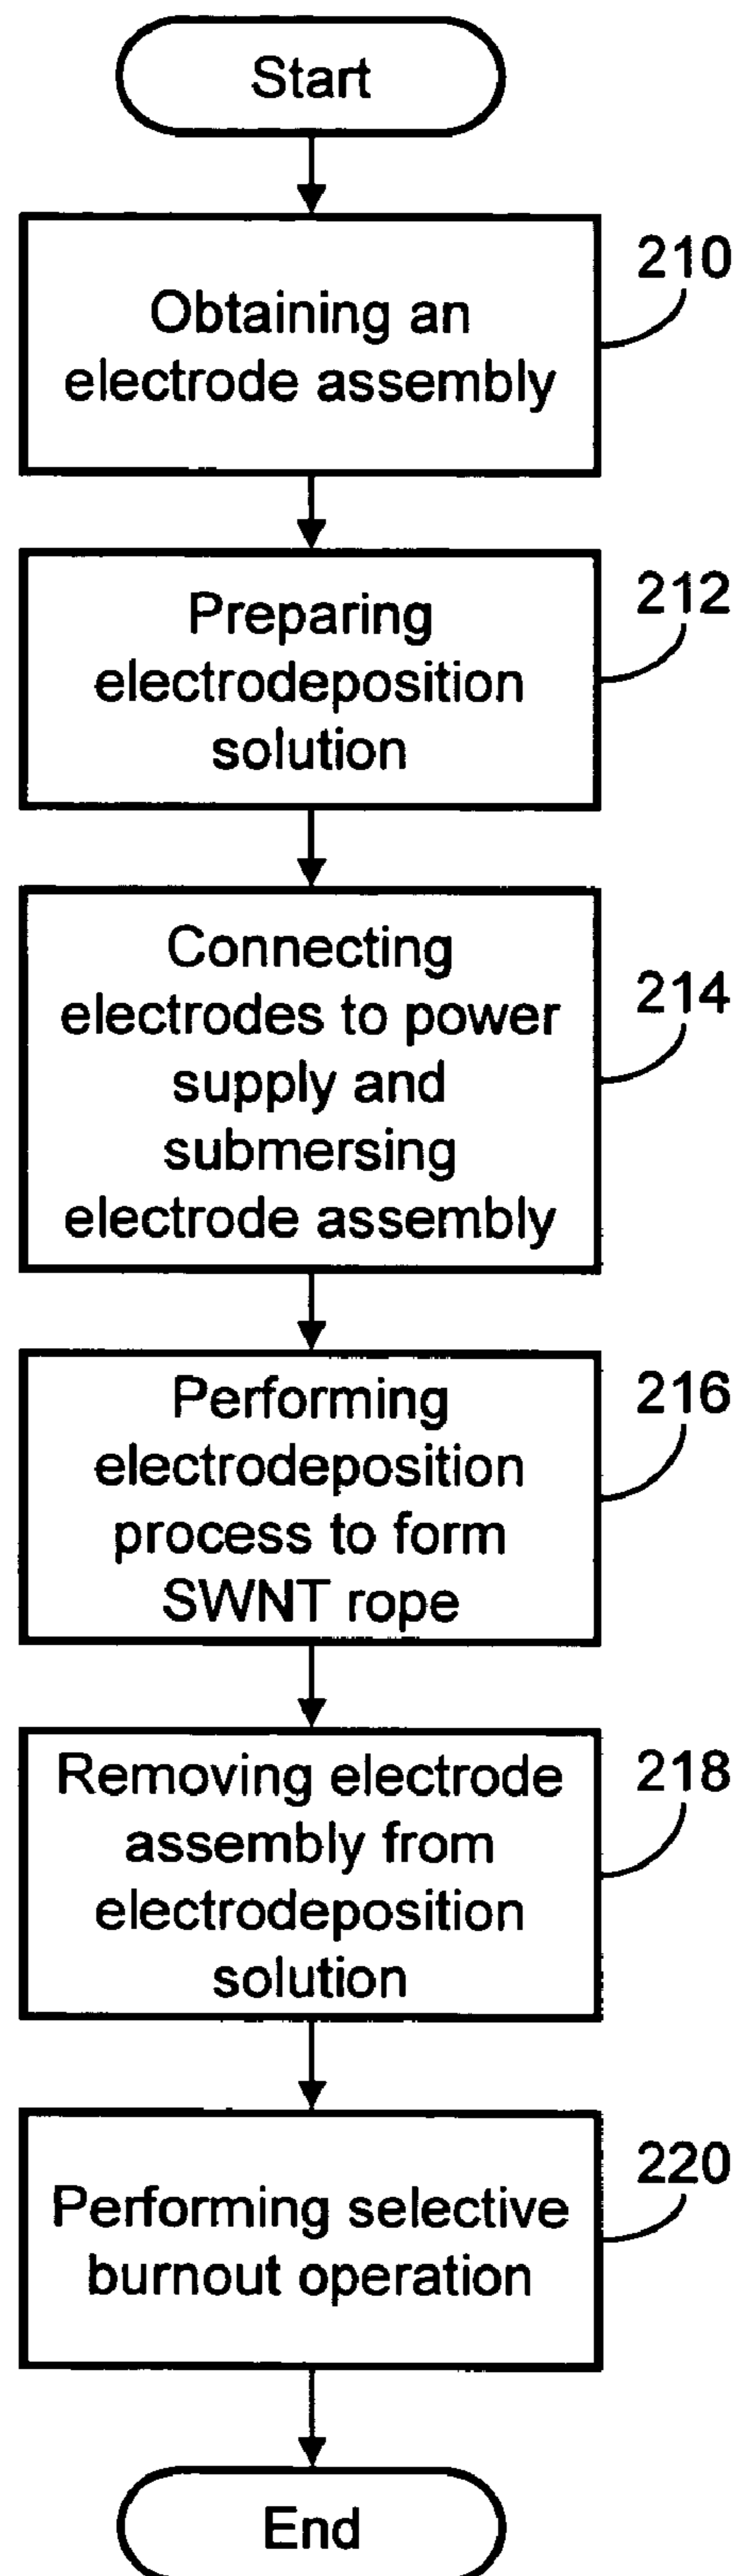 Start
210
Obtaining an
electrode assembly
212
Preparing
electrodeposition
solution
214
Connecting
electrodes to power
supply and
submersing
electrode assembly
216
Performing
electrodeposition
process to form
SWNT rope
218
Removing electrode
assembly from
electrodeposition
solution
220
Performing selective
burnout operation
End